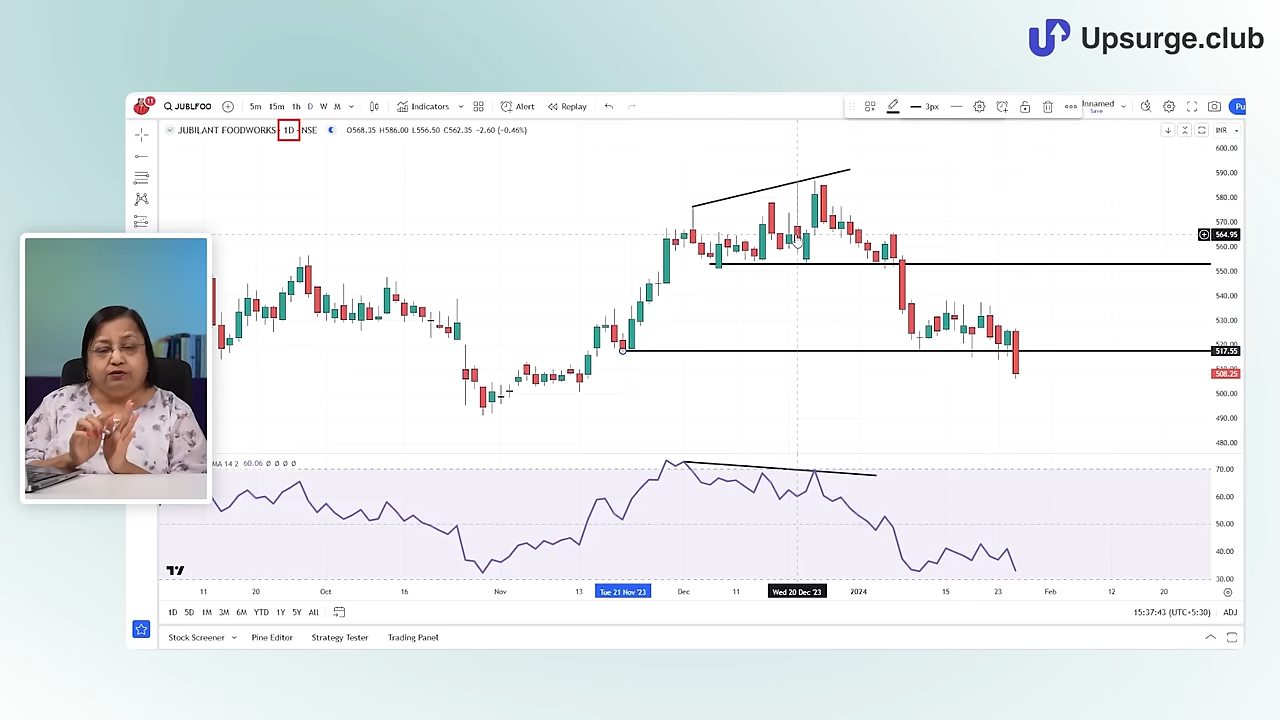 Upsurge.club
11
JUBLFOO
5m 15m 1h D W M
Indicators
Alert
Replay
3px
Unnamed
Save
Pu
JUBILANT FOODWORKS · 1D · NSE
O568.35 H586.00 L556.50 C562.35 −2.60 (−0.46%)
INR
600.00
590.00
580.00
570.00
564.95
560.00
550.00
540.00
530.00
520.00
517.55
508.25
500.00
490.00
480.00
MA 14 2 60.06 Ø Ø Ø Ø
70.00
60.00
50.00
40.00
30.00
11 20 Oct 16 Nov 13 Tue 21 Nov '23 Dec 11 Wed 20 Dec '23 2024 15 23 Feb 12 20
1D 5D 1M 3M 6M YTD 1Y 5Y All
15:37:43 (UTC+5:30) ADJ
Stock Screener Pine Editor Strategy Tester Trading Panel